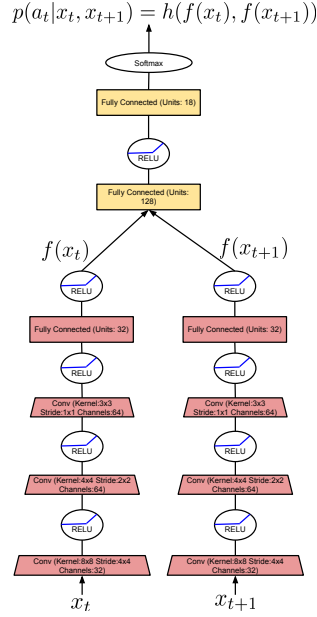 p(a_t|x_t, x_{t+1}) = h(f(x_t), f(x_{t+1}))
Softmax
Fully Connected (Units: 18)
RELU
Fully Connected (Units:
128)
f(x_t)
f(x_{t+1})
RELU
RELU
Fully Connected (Units: 32)
Fully Connected (Units: 32)
RELU
RELU
Conv (Kernel:3x3
Stride:1x1 Channels:64)
Conv (Kernel:3x3
Stride:1x1 Channels:64)
RELU
RELU
Conv (Kernel:4x4 Stride:2x2
Channels:64)
Conv (Kernel:4x4 Stride:2x2
Channels:64)
RELU
RELU
Conv (Kernel:8x8 Stride:4x4
Channels:32)
Conv (Kernel:8x8 Stride:4x4
Channels:32)
x_t
x_{t+1}